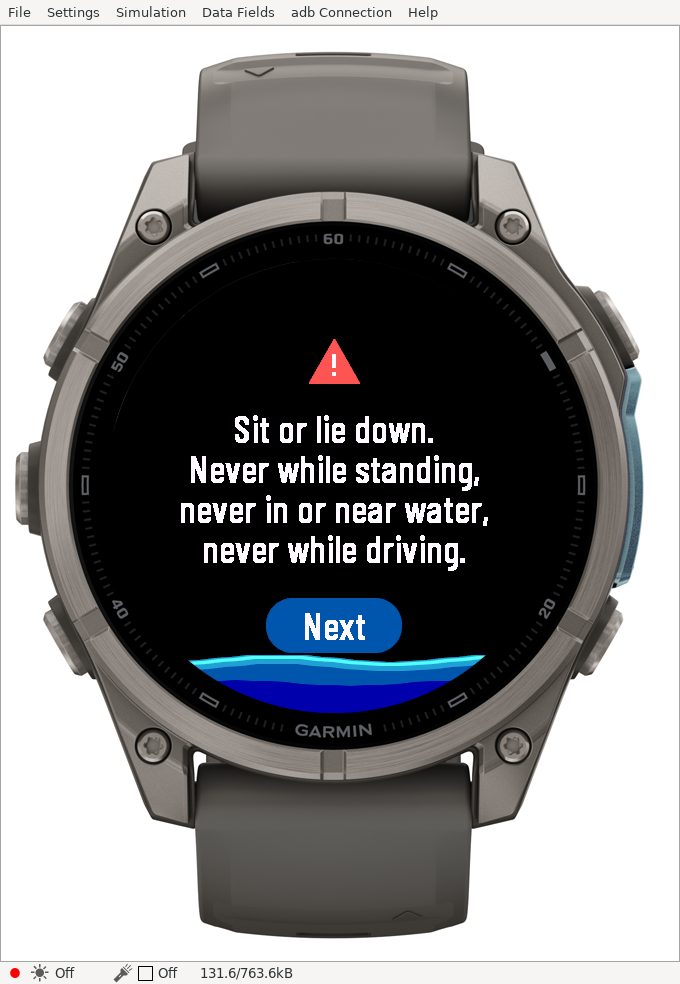 File Settings Simulation Data Fields adb Connection Help
60
50
!
Sit or lie down.
Never while standing,
never in or near water,
never while driving.
40
20
Next
GARMIN
Off Off 131.6/763.6kB